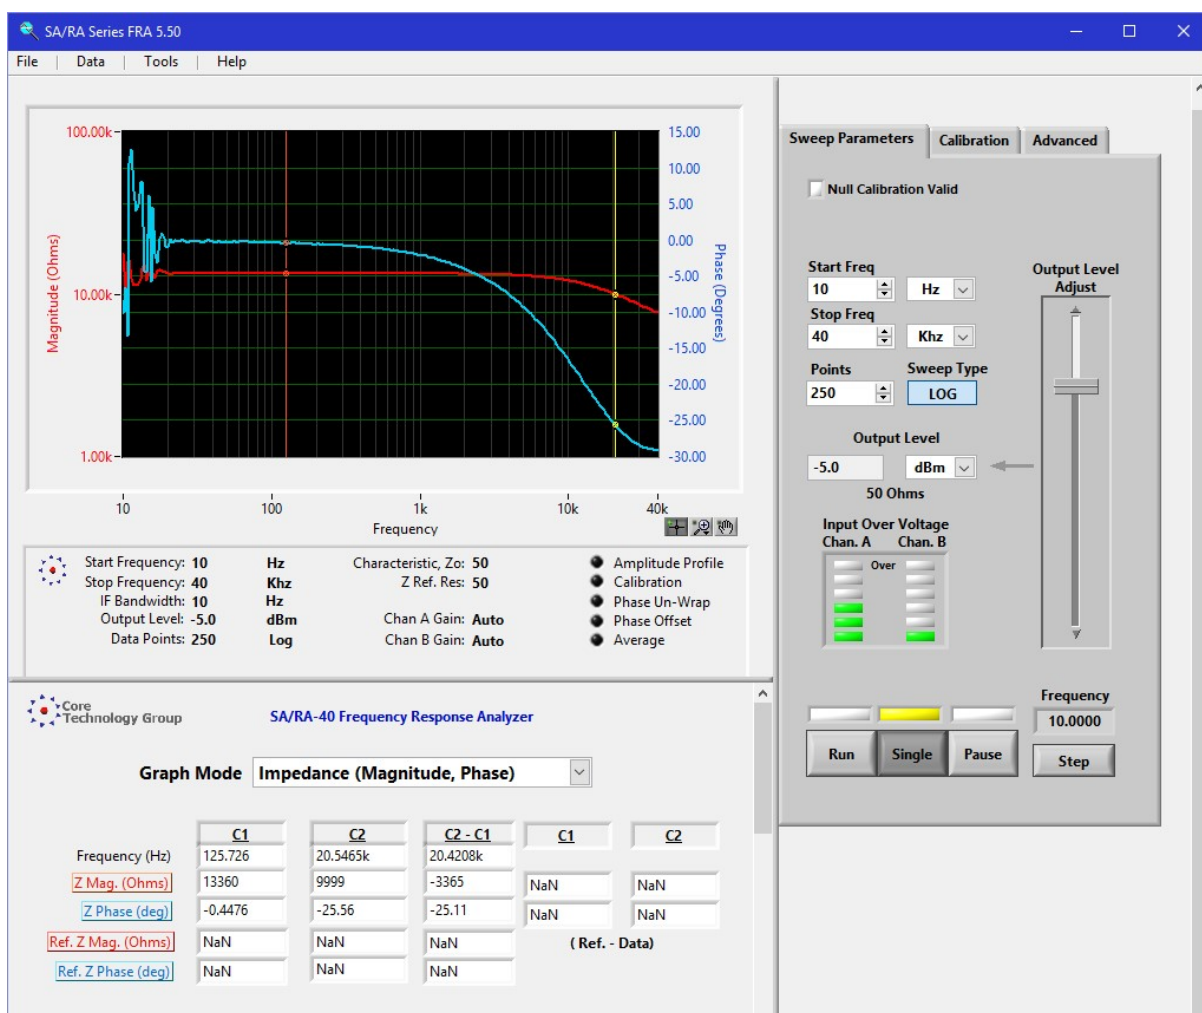 SA/RA Series FRA 5.50
File | Data | Tools | Help
100.00k
10.00k
1.00k
Magnitude (Ohms)
15.00
10.00
5.00
0.00
-5.00
-10.00
-15.00
-20.00
-25.00
-30.00
Phase (Degrees)
10 100 1k 10k 40k
Frequency
Start Frequency: 10 Hz Characteristic, Zo: 50 Amplitude Profile
Stop Frequency: 40 Khz Z Ref. Res: 50 Calibration
IF Bandwidth: 10 Hz Phase Un-Wrap
Output Level: -5.0 dBm Chan A Gain: Auto Phase Offset
Data Points: 250 Log Chan B Gain: Auto Average
Core
Technology Group
SA/RA-40 Frequency Response Analyzer
Graph Mode Impedance (Magnitude, Phase)
C1 C2 C2 - C1 C1 C2
Frequency (Hz) 125.726 20.5465k 20.4208k
Z Mag. (Ohms) 13360 9999 -3365 NaN NaN
Z Phase (deg) -0.4476 -25.56 -25.11 NaN NaN
Ref. Z Mag. (Ohms) NaN NaN NaN ( Ref. - Data)
Ref. Z Phase (deg) NaN NaN NaN
Sweep Parameters Calibration Advanced
Null Calibration Valid
Start Freq
10 Hz
Stop Freq
40 Khz
Points Sweep Type
250 LOG
Output Level
-5.0 dBm
50 Ohms
Input Over Voltage
Chan. A Chan. B
Over
Output Level
Adjust
Frequency
10.0000
Run Single Pause Step